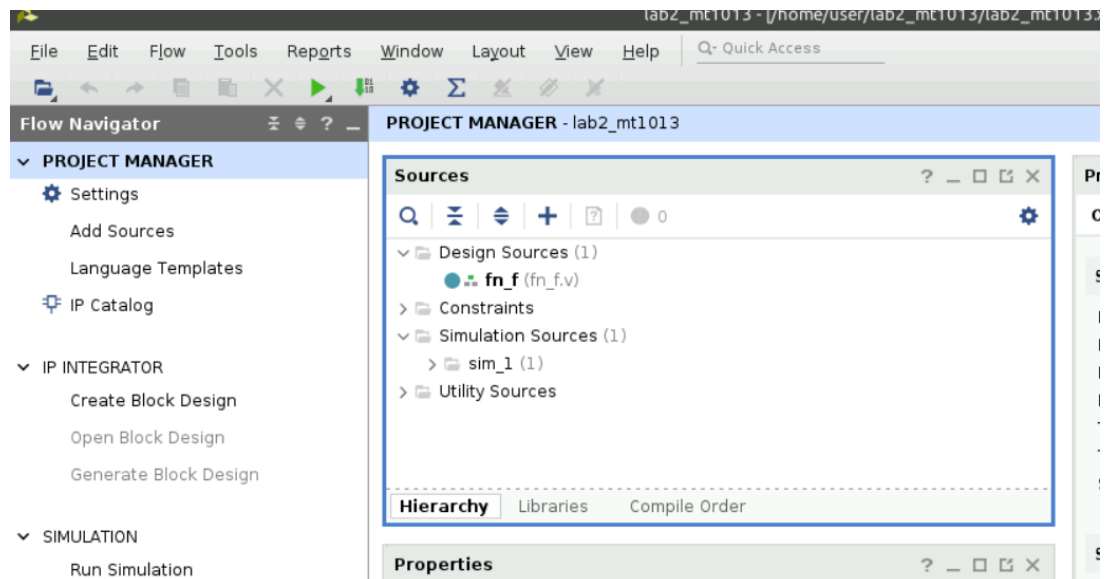 lab2_mt1013 - [/home/user/lab2_mt1013/lab2_mt1013.x
File Edit Flow Tools Reports Window Layout View Help Q- Quick Access
Flow Navigator ? PROJECT MANAGER - lab2_mt1013
PROJECT MANAGER
Settings
Add Sources
Language Templates
IP Catalog
IP INTEGRATOR
Create Block Design
Open Block Design
Generate Block Design
SIMULATION
Run Simulation
Sources ?
? 0
Design Sources (1)
fn_f (fn_f.v)
Constraints
Simulation Sources (1)
sim_1 (1)
Utility Sources
Hierarchy Libraries Compile Order
Properties ?
Pr